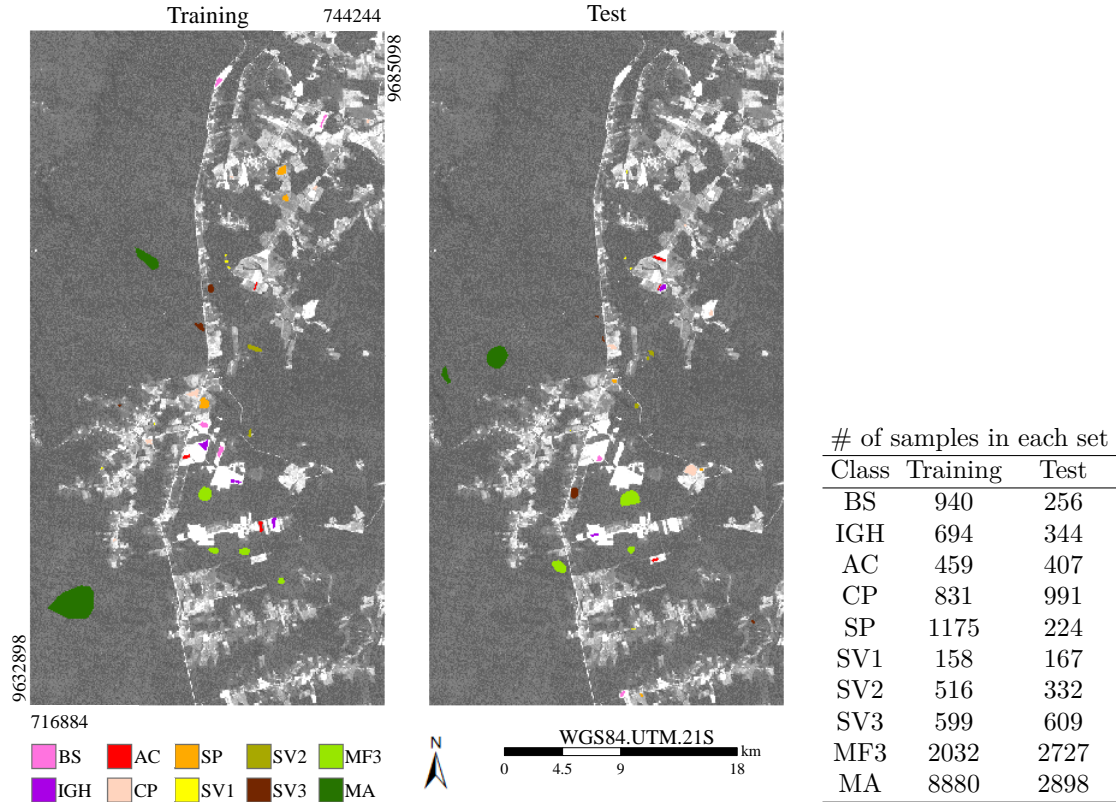 Training 744244 Test
9685098
9632898
716884
BS AC SP SV2 MF3
IGH CP SV1 SV3 MA
N
WGS84.UTM.21S
km
0 4.5 9 18
# of samples in each set
Class Training Test
BS 940 256
IGH 694 344
AC 459 407
CP 831 991
SP 1175 224
SV1 158 167
SV2 516 332
SV3 599 609
MF3 2032 2727
MA 8880 2898